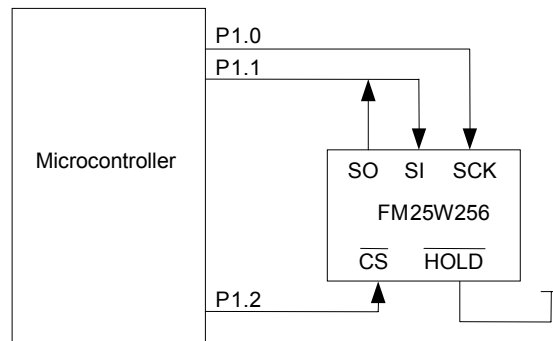 P1.0
P1.1
Microcontroller
SO SI SCK
FM25W256
CS HOLD
P1.2